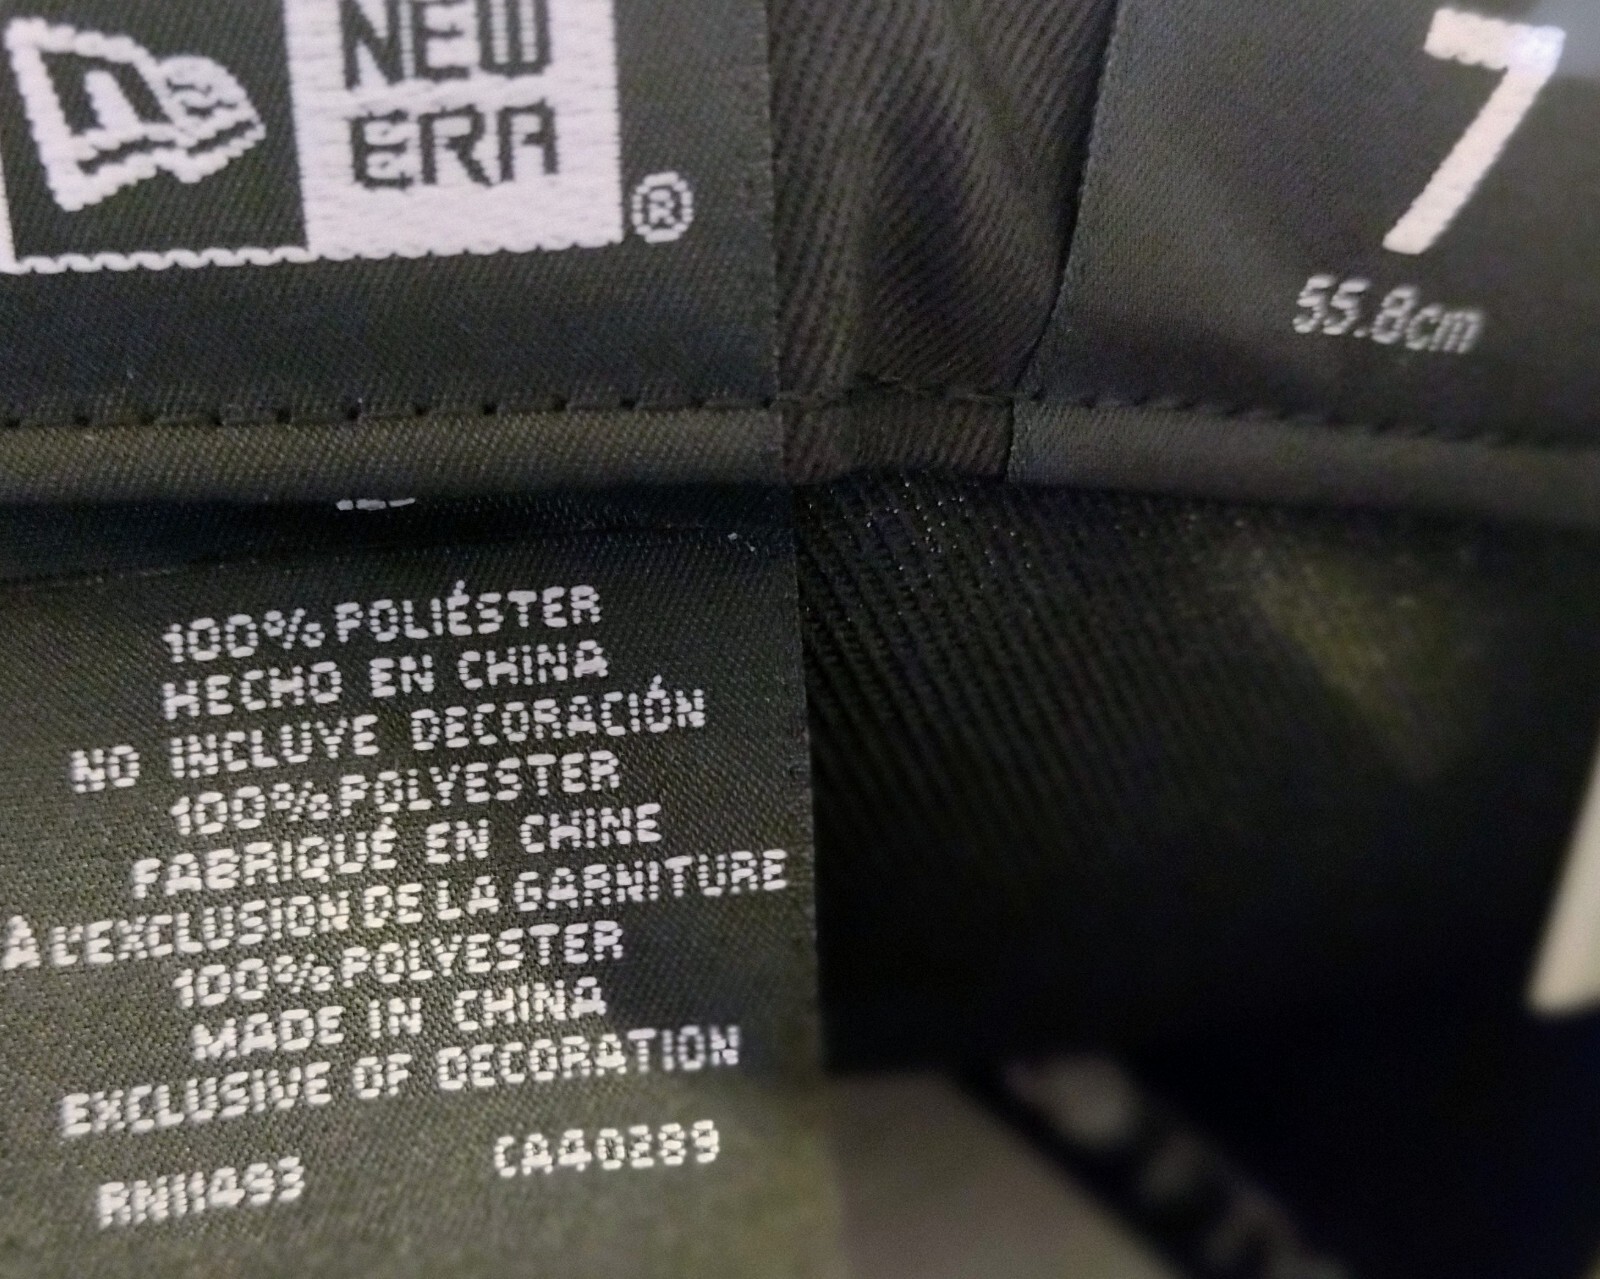 NEW
ERA
®
7
55.8cm
100% POLIÉSTER
HECHO EN CHINA
NO INCLUYE DECORACIÓN
100% POLYESTER
FABRIQUÉ EN CHINE
À L'EXCLUSION DE LA GARNITURE
100% POLYESTER
MADE IN CHINA
EXCLUSIVE OF DECORATION
RN11493 CA40289